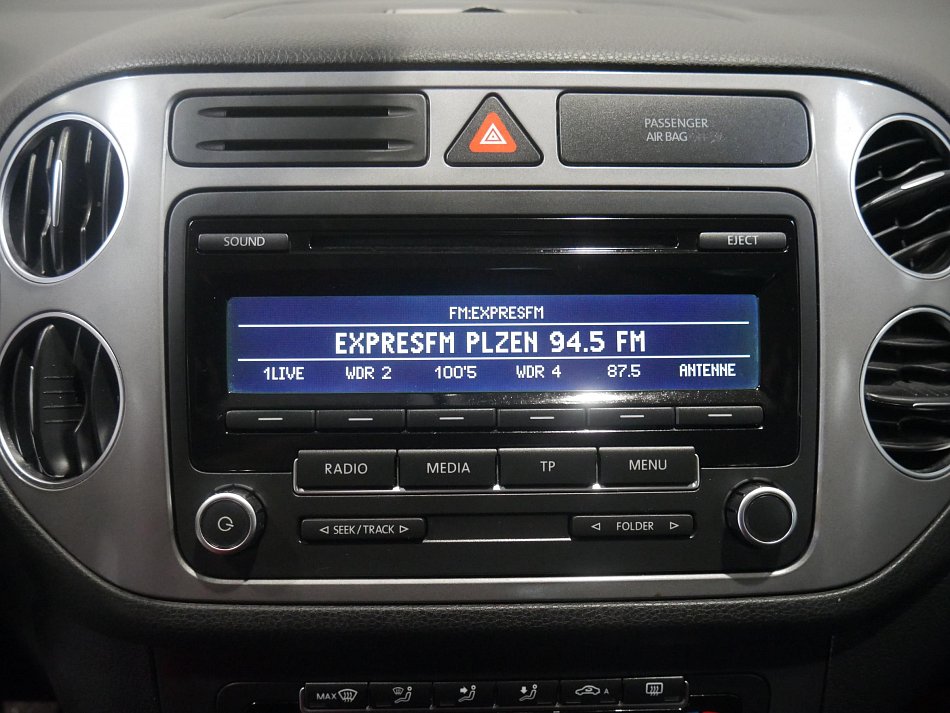 PASSENGER
AIR BAG
SOUND
EJECT
FM:EXPRESFM
EXPRESFM PLZEN 94.5 FM
1LIVE WDR 2 100'5 WDR 4 87.5 ANTENNE
RADIO MEDIA TP MENU
SEEK/TRACK
FOLDER
MAX
A